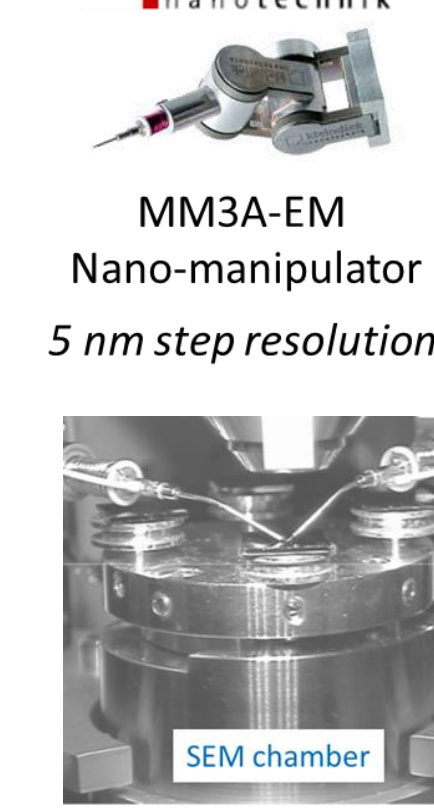 nanotechnik
MM3A-EM
Nano-manipulator
5 nm step resolution
SEM chamber